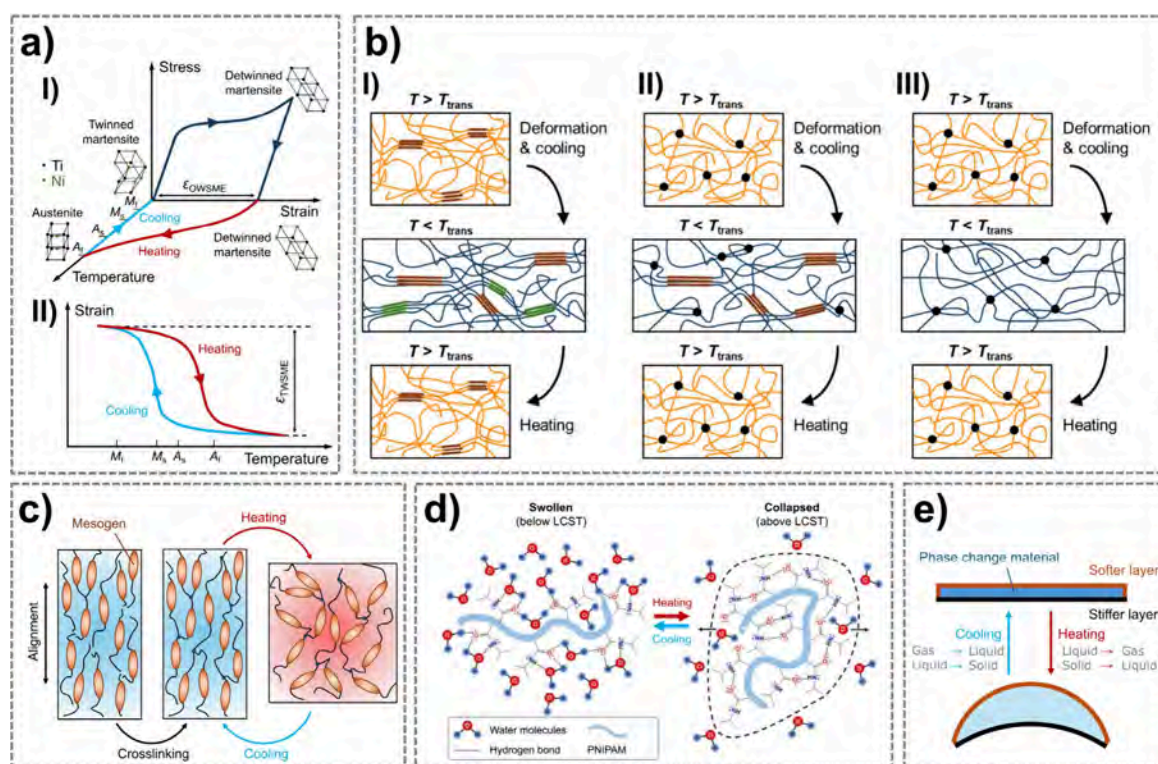 a)
I)
Stress
Detwinned
martensite
Twinned
martensite
• Ti
• Ni
Austenite
Mf
Ms
As
Af
Cooling
Heating
εOWSME
Strain
Detwinned
martensite
Temperature
II)
Strain
Heating
Cooling
εTWSME
Mf Ms As Af Temperature
b)
I)
T > Ttrans
Deformation
& cooling
T < Ttrans
T > Ttrans
Heating
II)
T > Ttrans
Deformation
& cooling
T < Ttrans
T > Ttrans
Heating
III)
T > Ttrans
Deformation
& cooling
T < Ttrans
T > Ttrans
Heating
c)
Mesogen
Heating
Alignment
Crosslinking
Cooling
d)
Swollen
(below LCST)
Collapsed
(above LCST)
Heating
Cooling
Water molecules
Hydrogen bond
PNIPAM
e)
Phase change material
Softer layer
Stiffer layer
Cooling
Gas → Liquid
Liquid → Solid
Heating
Liquid → Gas
Solid → Liquid